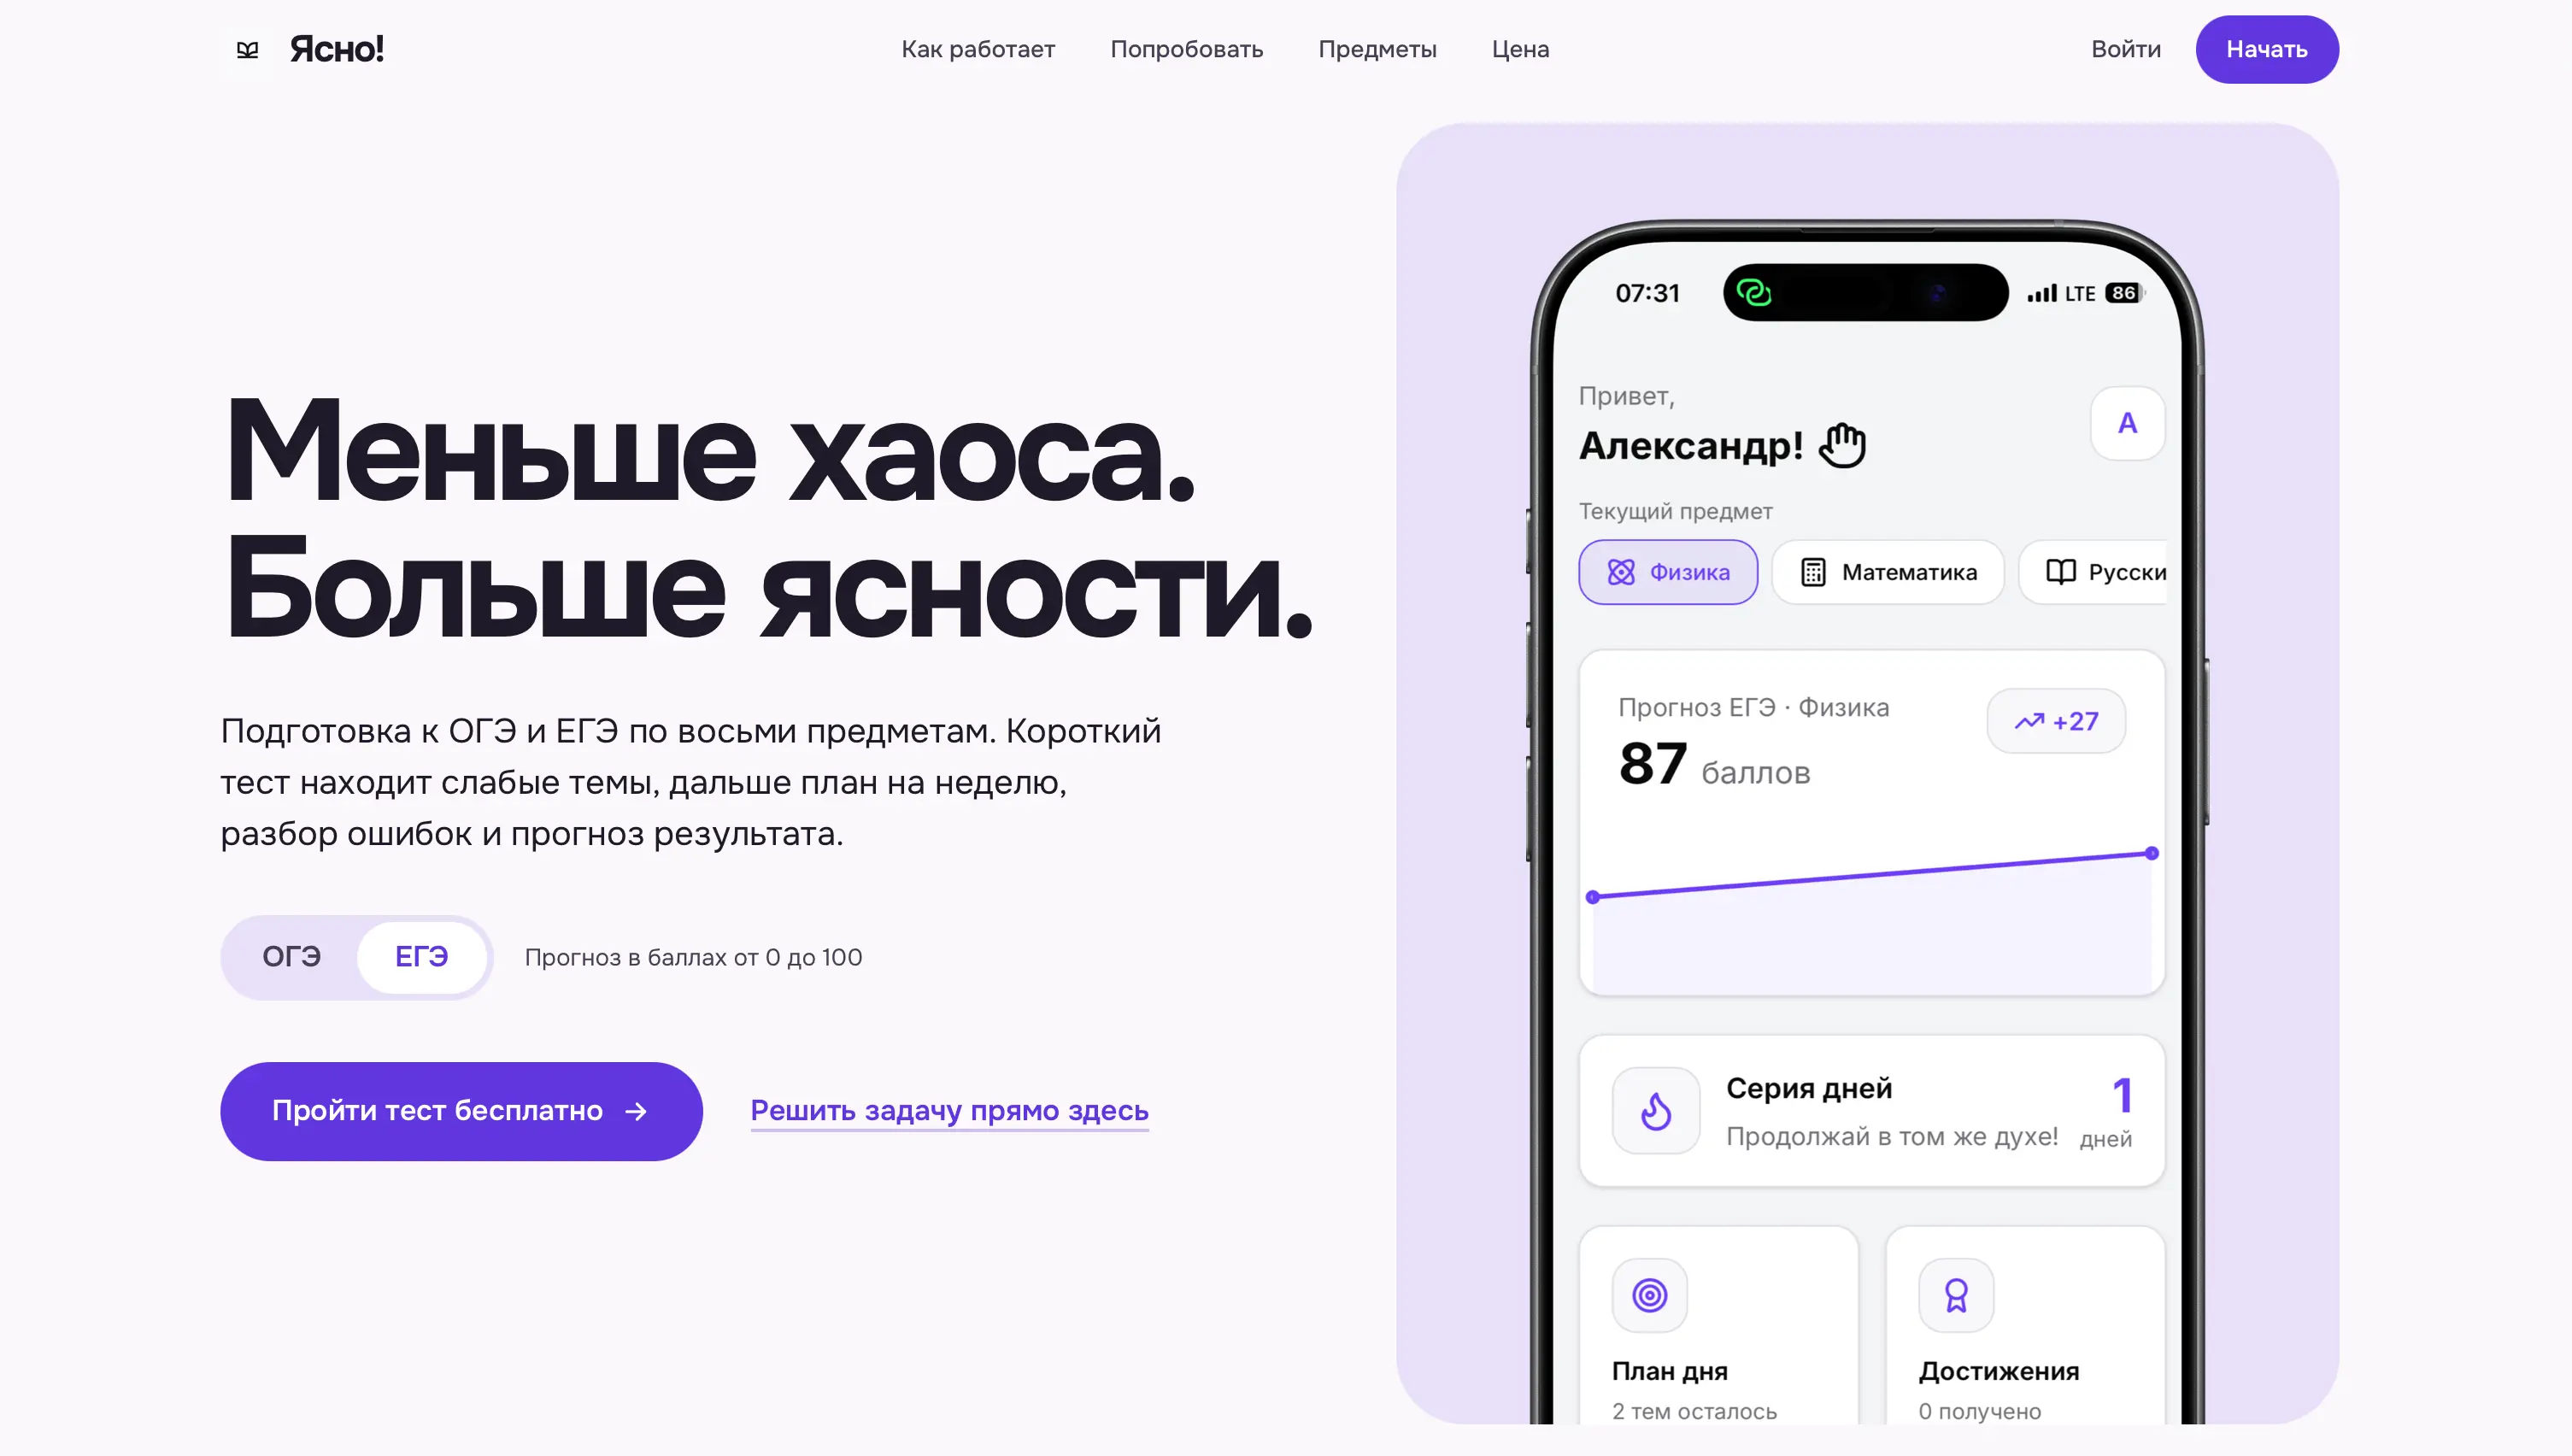 Ясно!
Как работает
Попробовать
Предметы
Цена
Войти
Начать
Меньше хаоса.
Больше ясности.
Подготовка к ОГЭ и ЕГЭ по восьми предметам. Короткий
тест находит слабые темы, дальше план на неделю,
разбор ошибок и прогноз результата.
ОГЭ
ЕГЭ
Прогноз в баллах от 0 до 100
Пройти тест бесплатно →
Решить задачу прямо здесь
07:31
LTE 86
Привет,
Александр!
А
Текущий предмет
Физика
Математика
Русски
Прогноз ЕГЭ · Физика
+27
87 баллов
Серия дней
Продолжай в том же духе!
1
дней
План дня
2 тем осталось
Достижения
0 получено